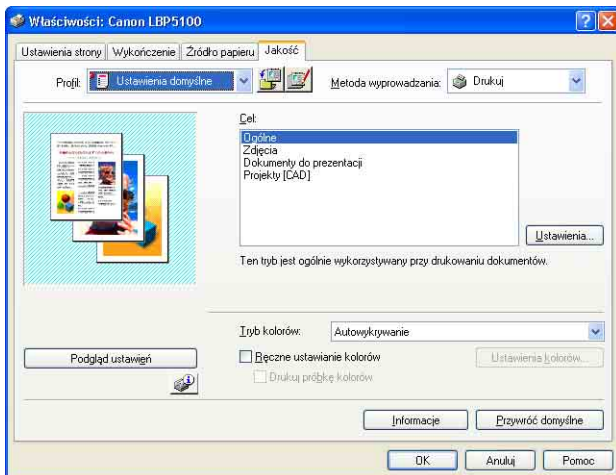 Właściwości: Canon LBP5100
Ustawienia strony Wykończenie Źródło papieru Jakość
Profil: Ustawienia domyślne Metoda wyprowadzania: Drukuj
Cel:
Ogólne
Zdjęcia
Dokumenty do prezentacji
Projekty [CAD]
Ustawienia...
Ten tryb jest ogólnie wykorzystywany przy drukowaniu dokumentów.
Tryb kolorów: Autowykrywanie
Podgląd ustawień
Ręczne ustawianie kolorów Ustawienia kolorów...
Drukuj próbkę kolorów
Informacje Przywróć domyślne
OK Anuluj Pomoc